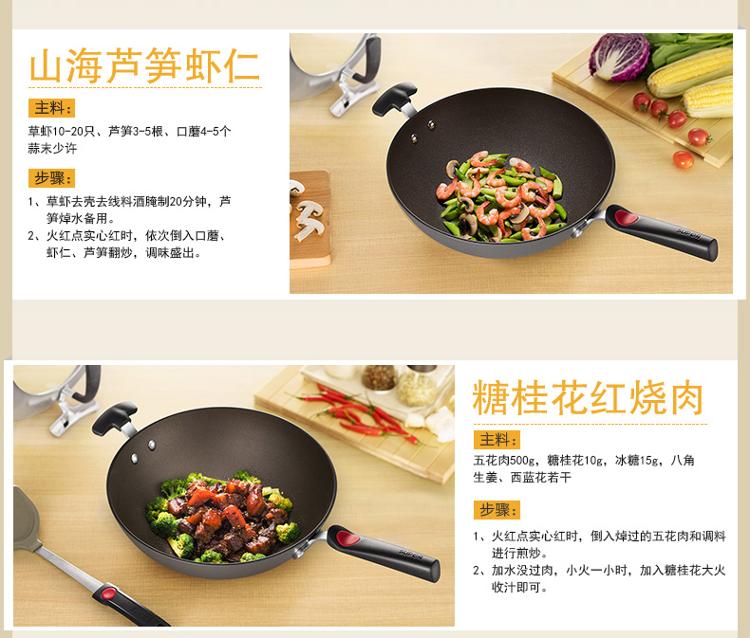 山海芦笋虾仁
主料:
草虾10-20只、芦笋3-5根、口蘑4-5个
蒜末少许
步骤:
1、草虾去壳去线料酒腌制20分钟，芦
笋焯水备用。
2、火红点实心红时，依次倒入口蘑、
虾仁、芦笋翻炒，调味盛出。
糖桂花红烧肉
主料:
五花肉500g，糖桂花10g，冰糖15g，八角
生姜、西蓝花若干
步骤:
1、火红点实心红时，倒入焯过的五花肉和调料
进行煎炒。
2、加水没过肉，小火一小时，加入糖桂花大火
收汁即可。